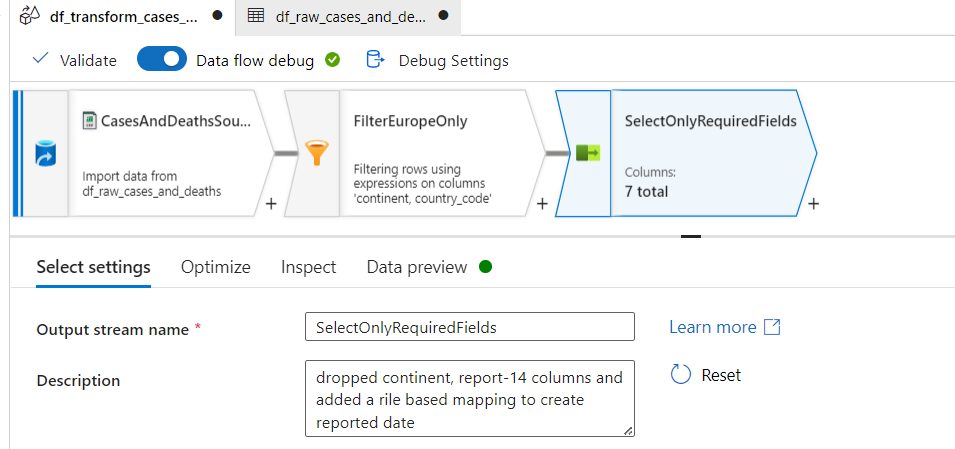 df_transform_cases_...
df_raw_cases_and_de...
Validate
Data flow debug
Debug Settings
CasesAndDeathsSou...
Import data from
df_raw_cases_and_deaths
+
FilterEuropeOnly
Filtering rows using
expressions on columns
'continent, country_code'
+
SelectOnlyRequiredFields
Columns:
7 total
+
Select settings
Optimize
Inspect
Data preview
Output stream name *
SelectOnlyRequiredFields
Learn more
Description
dropped continent, report-14 columns and
added a rile based mapping to create
reported date
Reset